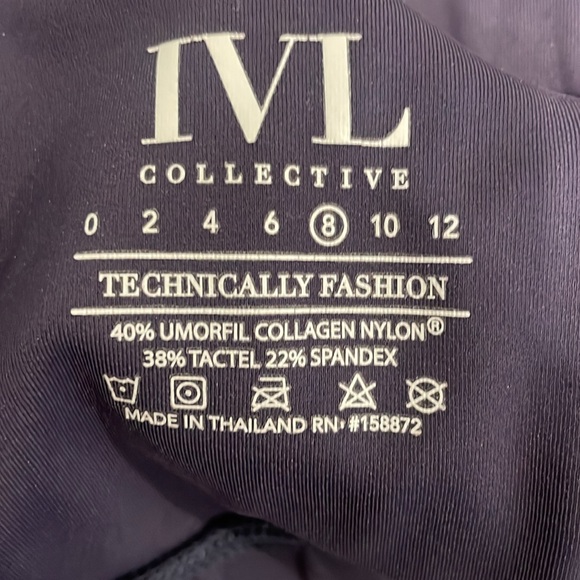 IVL
COLLECTIVE
0 2 4 6 8 10 12
TECHNICALLY FASHION
40% UMORFIL COLLAGEN NYLON®
38% TACTEL 22% SPANDEX
MADE IN THAILAND RN: #158872